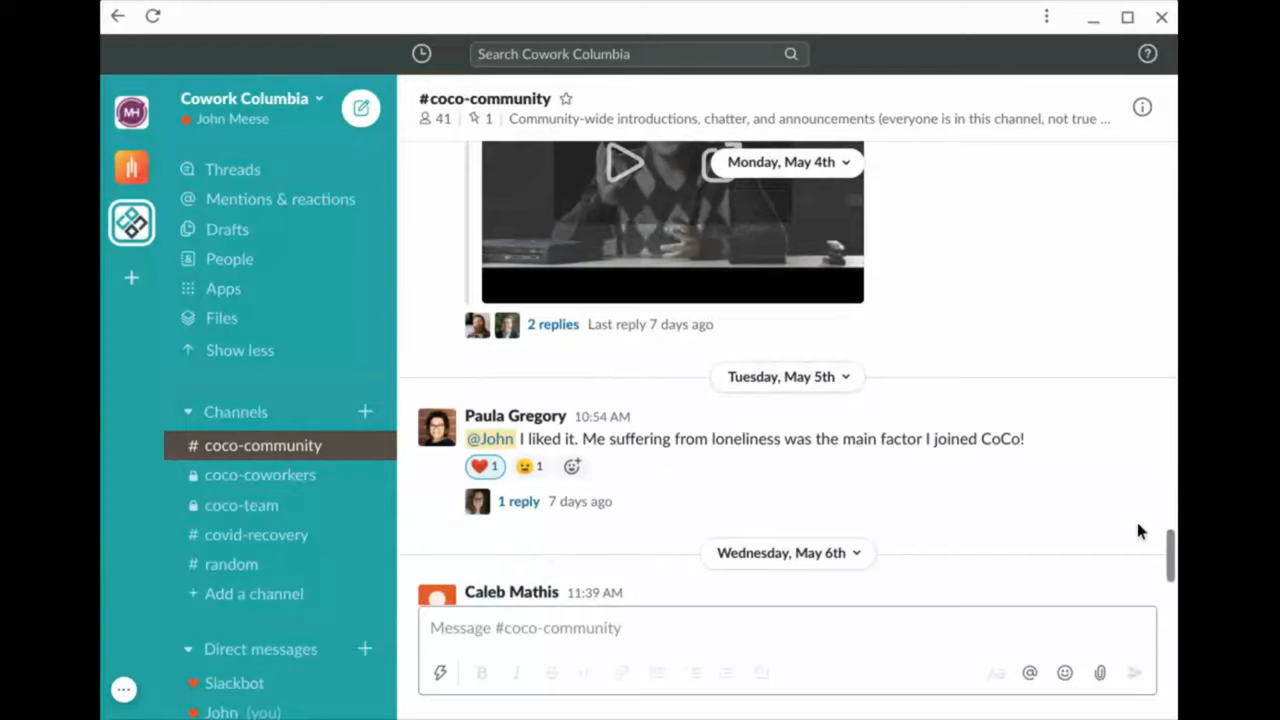 Search Cowork Columbia
MH
Cowork Columbia
John Meese
Threads
Mentions & reactions
Drafts
People
Apps
Files
Show less
Channels
# coco-community
coco-coworkers
coco-team
# covid-recovery
# random
+ Add a channel
Direct messages
Slackbot
John (you)
#coco-community
41 | 1 | Community-wide introductions, chatter, and announcements (everyone is in this channel, not true ...
Monday, May 4th
2 replies Last reply 7 days ago
Tuesday, May 5th
Paula Gregory 10:54 AM
@John I liked it. Me suffering from loneliness was the main factor I joined CoCo!
1 1
1 reply 7 days ago
Wednesday, May 6th
Caleb Mathis 11:39 AM
Message #coco-community
B I Aa @